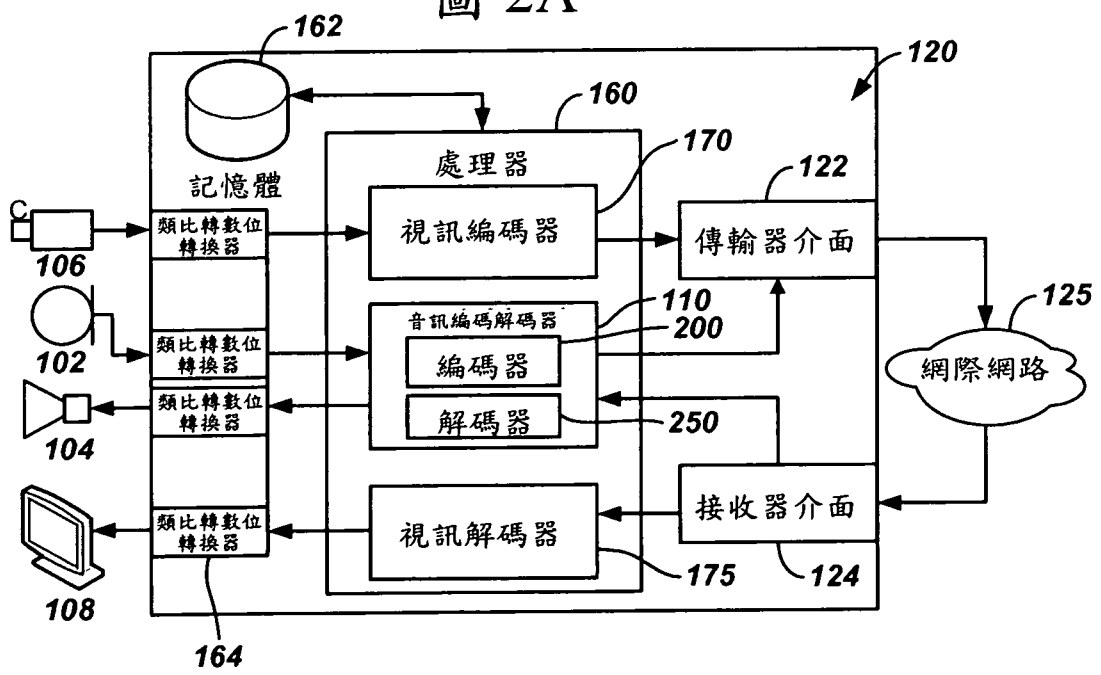 圖 2A
162
120
160
處理器
170
122
記憶體
C
106
類比轉數位
轉換器
視訊編碼器
傳輸器介面
125
102
類比轉數位
轉換器
音訊編碼解碼器
110
200
編碼器
網際網路
104
類比轉數位
轉換器
解碼器
250
108
類比轉數位
轉換器
視訊解碼器
接收器介面
175
124
164